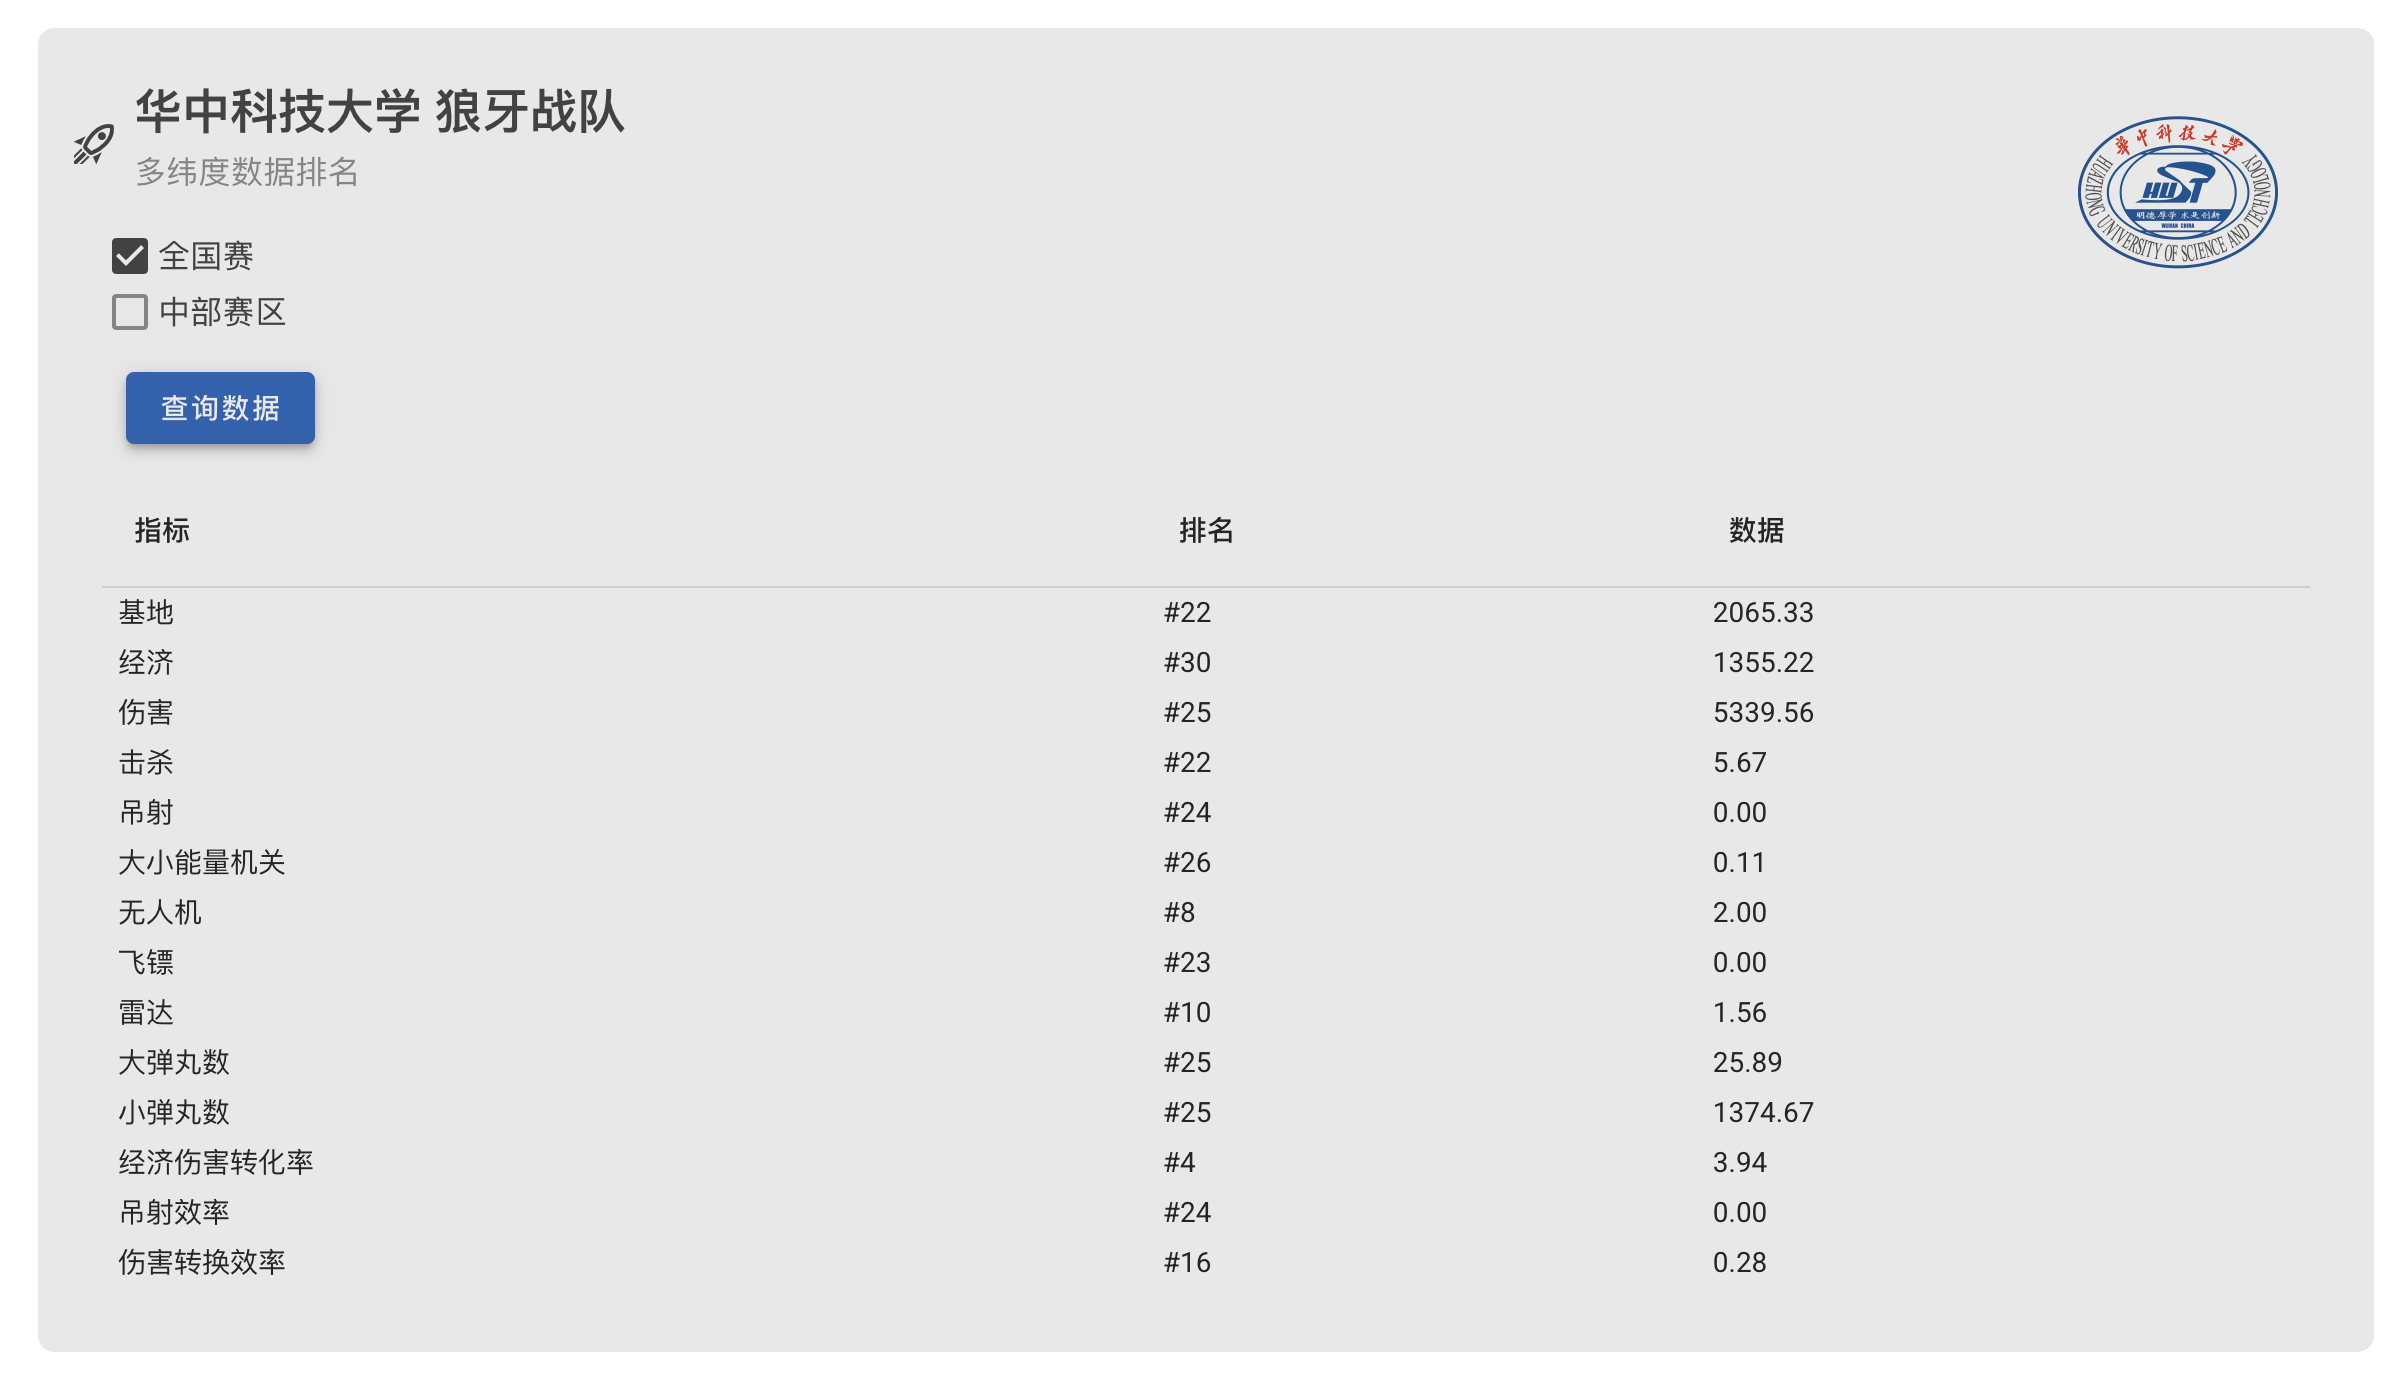 华中科技大学 狼牙战队
多纬度数据排名
華中科技大学
HUAZHONG UNIVERSITY OF SCIENCE AND TECHNOLOGY
HUST
明德厚学 求是创新
WUHAN CHINA
全国赛
中部赛区
查询数据
指标 排名 数据
基地 #22 2065.33
经济 #30 1355.22
伤害 #25 5339.56
击杀 #22 5.67
吊射 #24 0.00
大小能量机关 #26 0.11
无人机 #8 2.00
飞镖 #23 0.00
雷达 #10 1.56
大弹丸数 #25 25.89
小弹丸数 #25 1374.67
经济伤害转化率 #4 3.94
吊射效率 #24 0.00
伤害转换效率 #16 0.28